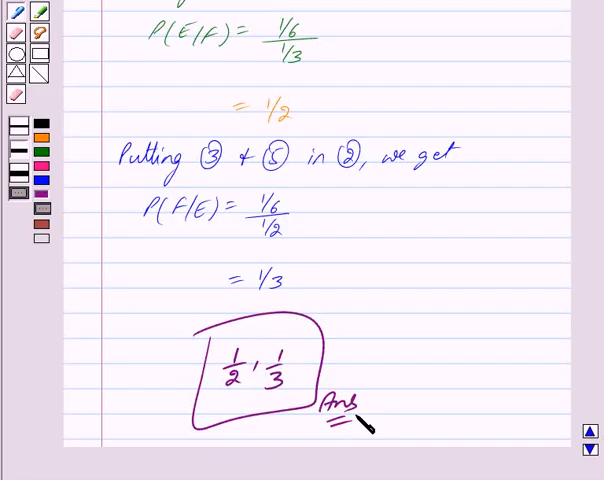 P(E/F) = 1/6 / 1/3
= 1/2
Putting ③ + ⑤ in ②, we get
P(F/E) = 1/6 / 1/2
= 1/3
1/2, 1/3
Ans